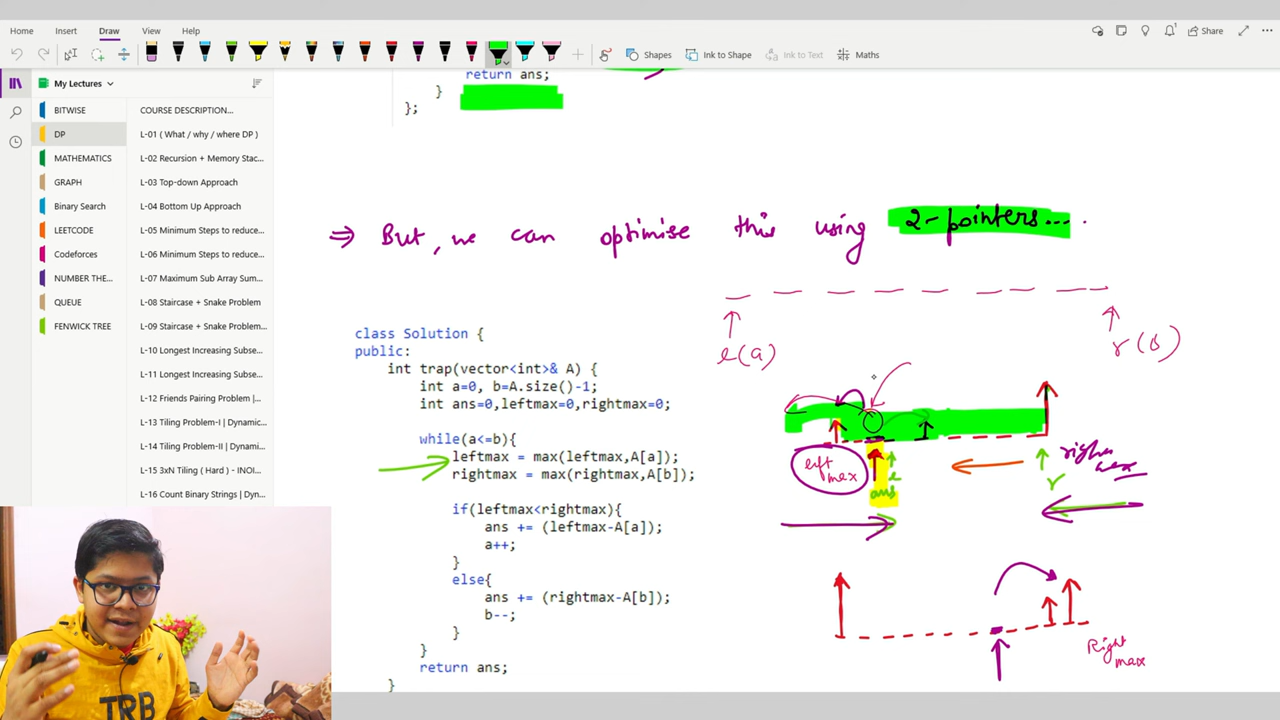 Home Insert Draw View Help
Share
Shapes Ink to Shape Ink to Text Maths
My Lectures
BITWISE
DP
MATHEMATICS
GRAPH
Binary Search
LEETCODE
Codeforces
NUMBER THE...
QUEUE
FENWICK TREE
COURSE DESCRIPTION...
L-01 ( What / why / where DP )
L-02 Recursion + Memory Stac...
L-03 Top-down Approach
L-04 Bottom Up Approach
L-05 Minimum Steps to reduce...
L-06 Minimum Steps to reduce...
L-07 Maximum Sub Array Sum...
L-08 Staircase + Snake Problem
L-09 Staircase + Snake Problem...
L-10 Longest Increasing Subse...
L-11 Longest Increasing Subse...
L-12 Friends Pairing Problem |...
L-13 Tiling Problem-I | Dynami...
L-14 Tiling Problem-II | Dynamic...
L-15 3xN Tiling ( Hard ) - INOI...
L-16 Count Binary Strings | Dyn...
return ans;
}
};
⇒ But, we can optimise this using 2-pointers...
l(a)
r(b)
class Solution {
public:
int trap(vector<int>& A) {
int a=0, b=A.size()-1;
int ans=0,leftmax=0,rightmax=0;
while(a<=b){
leftmax = max(leftmax,A[a]);
rightmax = max(rightmax,A[b]);
if(leftmax<rightmax){
ans += (leftmax-A[a]);
a++;
}
else{
ans += (rightmax-A[b]);
b--;
}
}
return ans;
}
left max
l
ans
r
right max
Right max
TRB